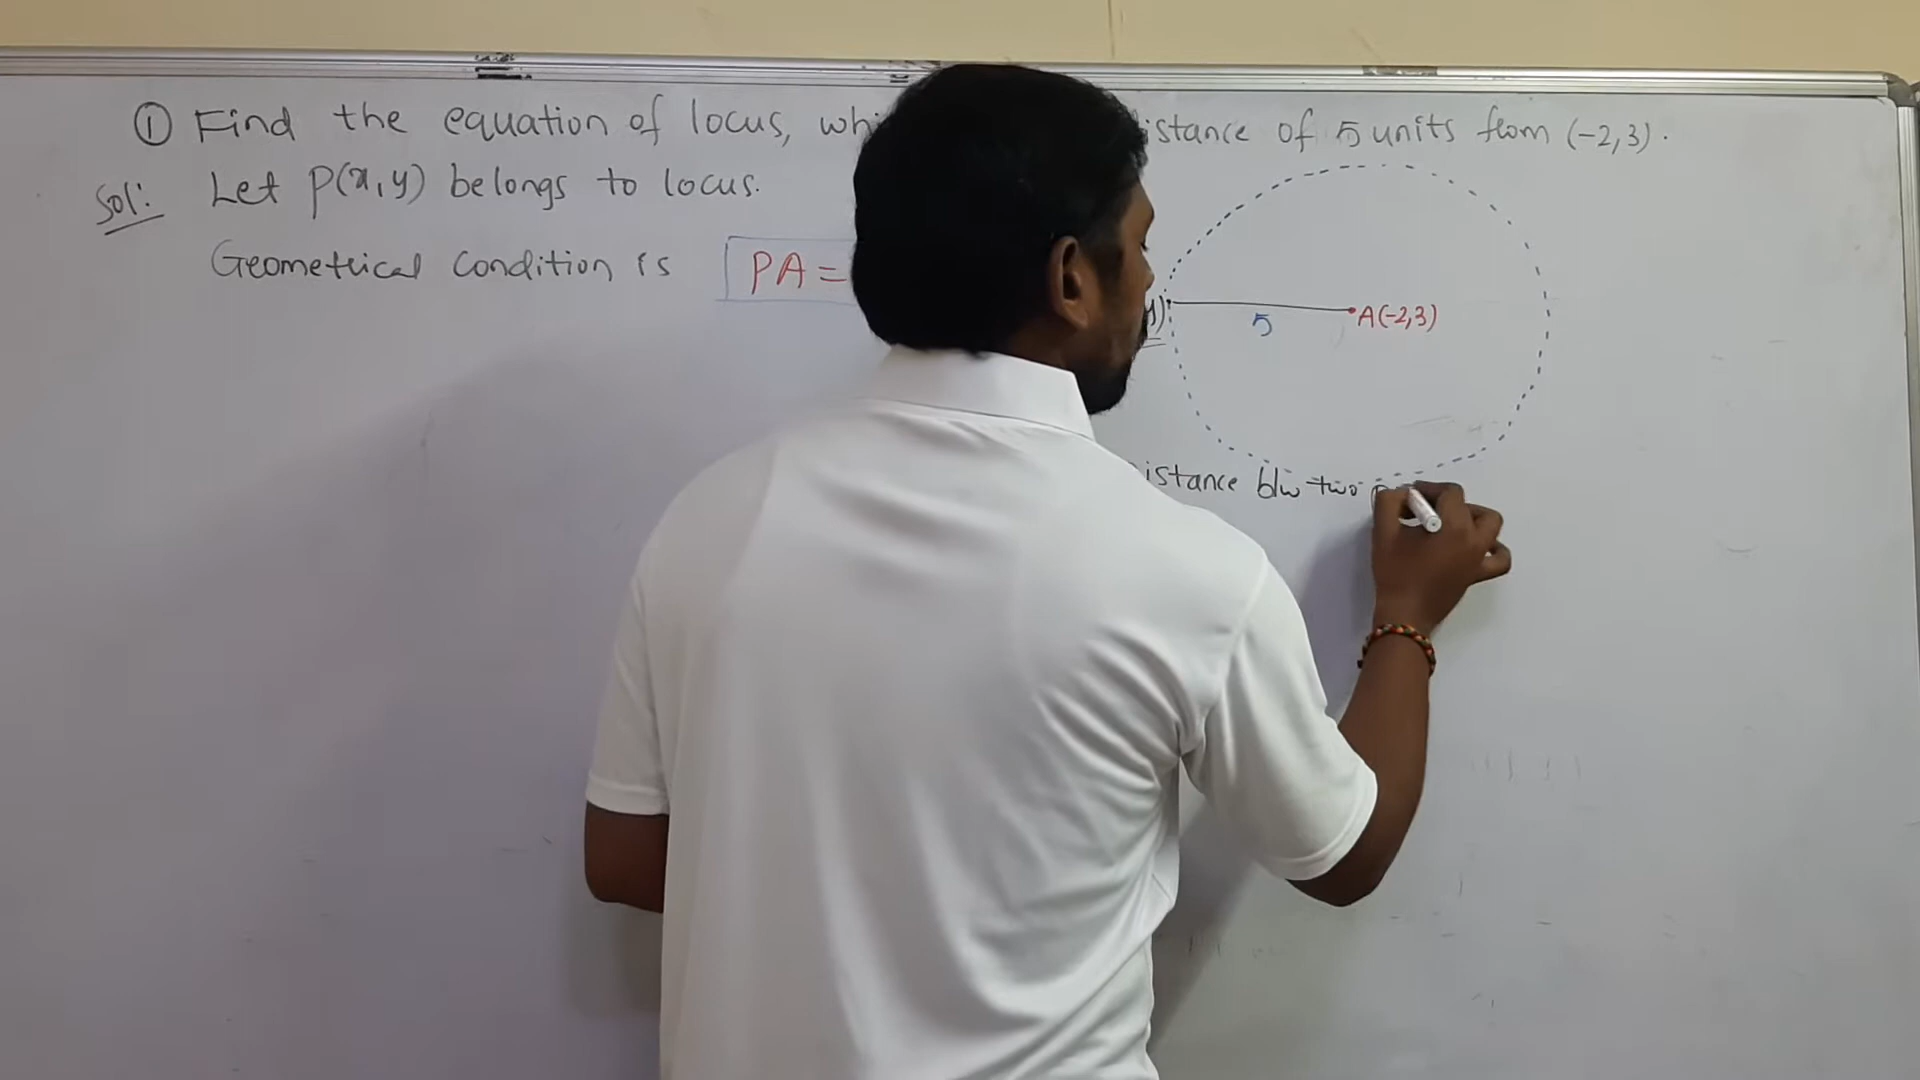 ① Find the equation of locus, istance of 5 units from (-2,3).
Sol: Let P(x,y) belongs to locus.
Geometrical condition is PA=
y)
5
A(-2,3)
istance b/w two